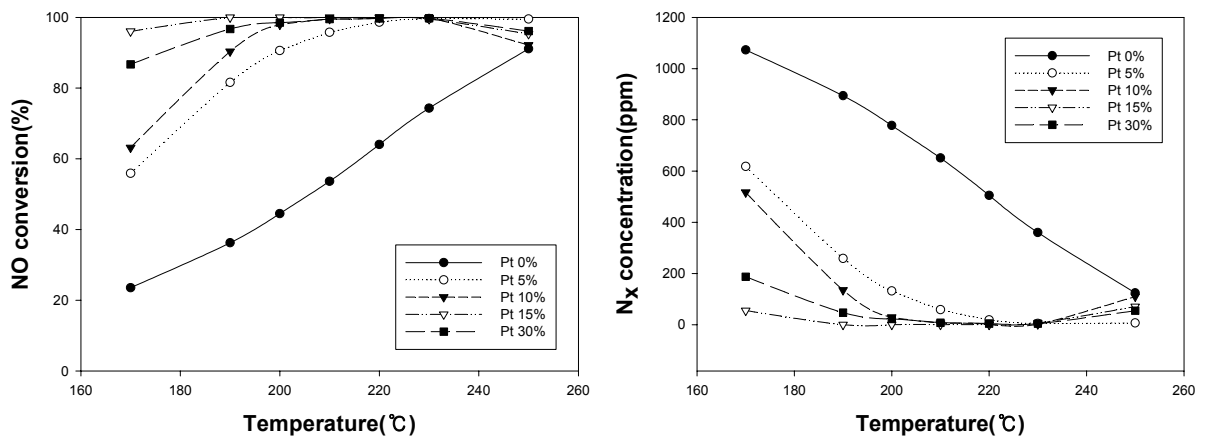 NO conversion(%)
100
80
60
40
20
0
Pt 0%
Pt 5%
Pt 10%
Pt 15%
Pt 30%
160 180 200 220 240 260
Temperature(℃)
Nx concentration(ppm)
1200
1000
800
600
400
200
0
Pt 0%
Pt 5%
Pt 10%
Pt 15%
Pt 30%
160 180 200 220 240 260
Temperature(℃)